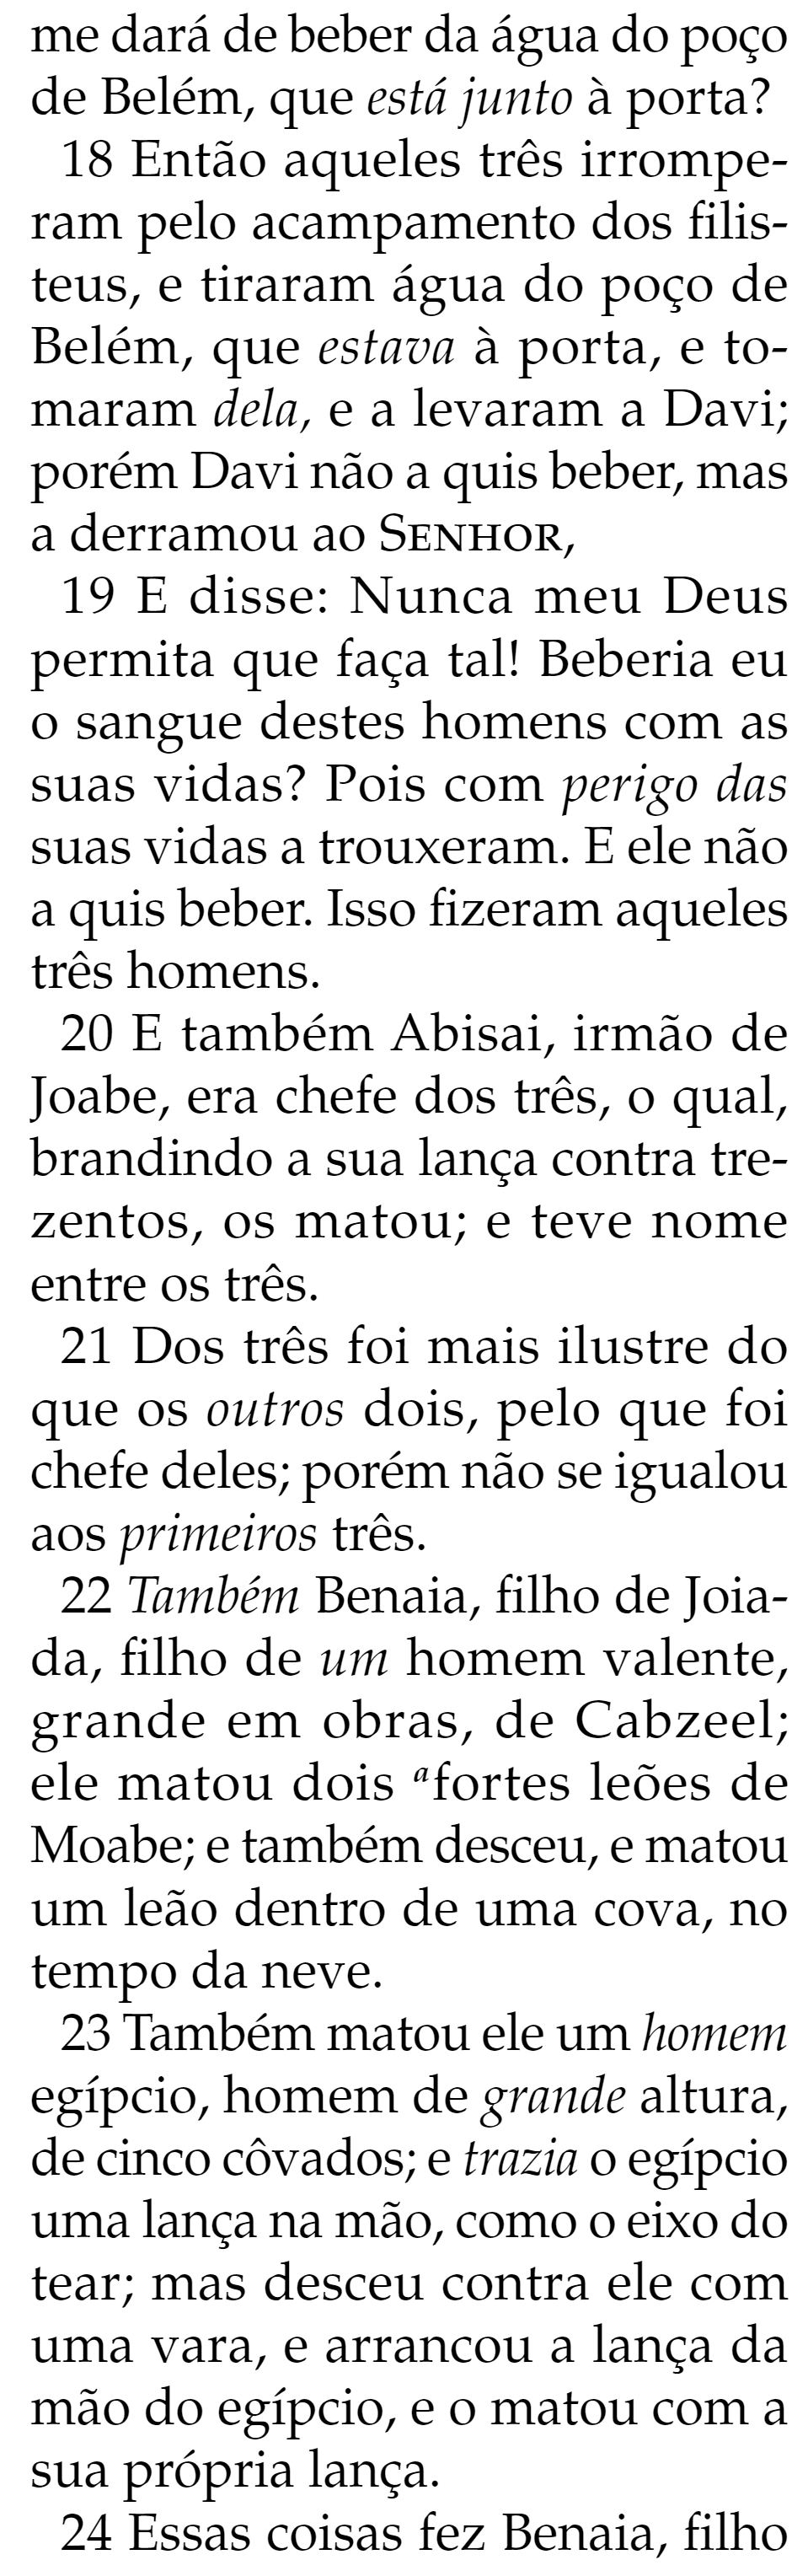 me dará de beber da água do poço
de Belém, que está junto à porta?
18 Então aqueles três irrompe-
ram pelo acampamento dos filis-
teus, e tiraram água do poço de
Belém, que estava à porta, e to-
maram dela, e a levaram a Davi;
porém Davi não a quis beber, mas
a derramou ao SENHOR,
19 E disse: Nunca meu Deus
permita que faça tal! Beberia eu
o sangue destes homens com as
suas vidas? Pois com perigo das
suas vidas a trouxeram. E ele não
a quis beber. Isso fizeram aqueles
três homens.
20 E também Abisai, irmão de
Joabe, era chefe dos três, o qual,
brandindo a sua lança contra tre-
zentos, os matou; e teve nome
entre os três.
21 Dos três foi mais ilustre do
que os outros dois, pelo que foi
chefe deles; porém não se igualou
aos primeiros três.
22 Também Benaia, filho de Joia-
da, filho de um homem valente,
grande em obras, de Cabzeel;
ele matou dois ᵃfortes leões de
Moabe; e também desceu, e matou
um leão dentro de uma cova, no
tempo da neve.
23 Também matou ele um homem
egípcio, homem de grande altura,
de cinco côvados; e trazia o egípcio
uma lança na mão, como o eixo do
tear; mas desceu contra ele com
uma vara, e arrancou a lança da
mão do egípcio, e o matou com a
sua própria lança.
24 Essas coisas fez Benaia, filho